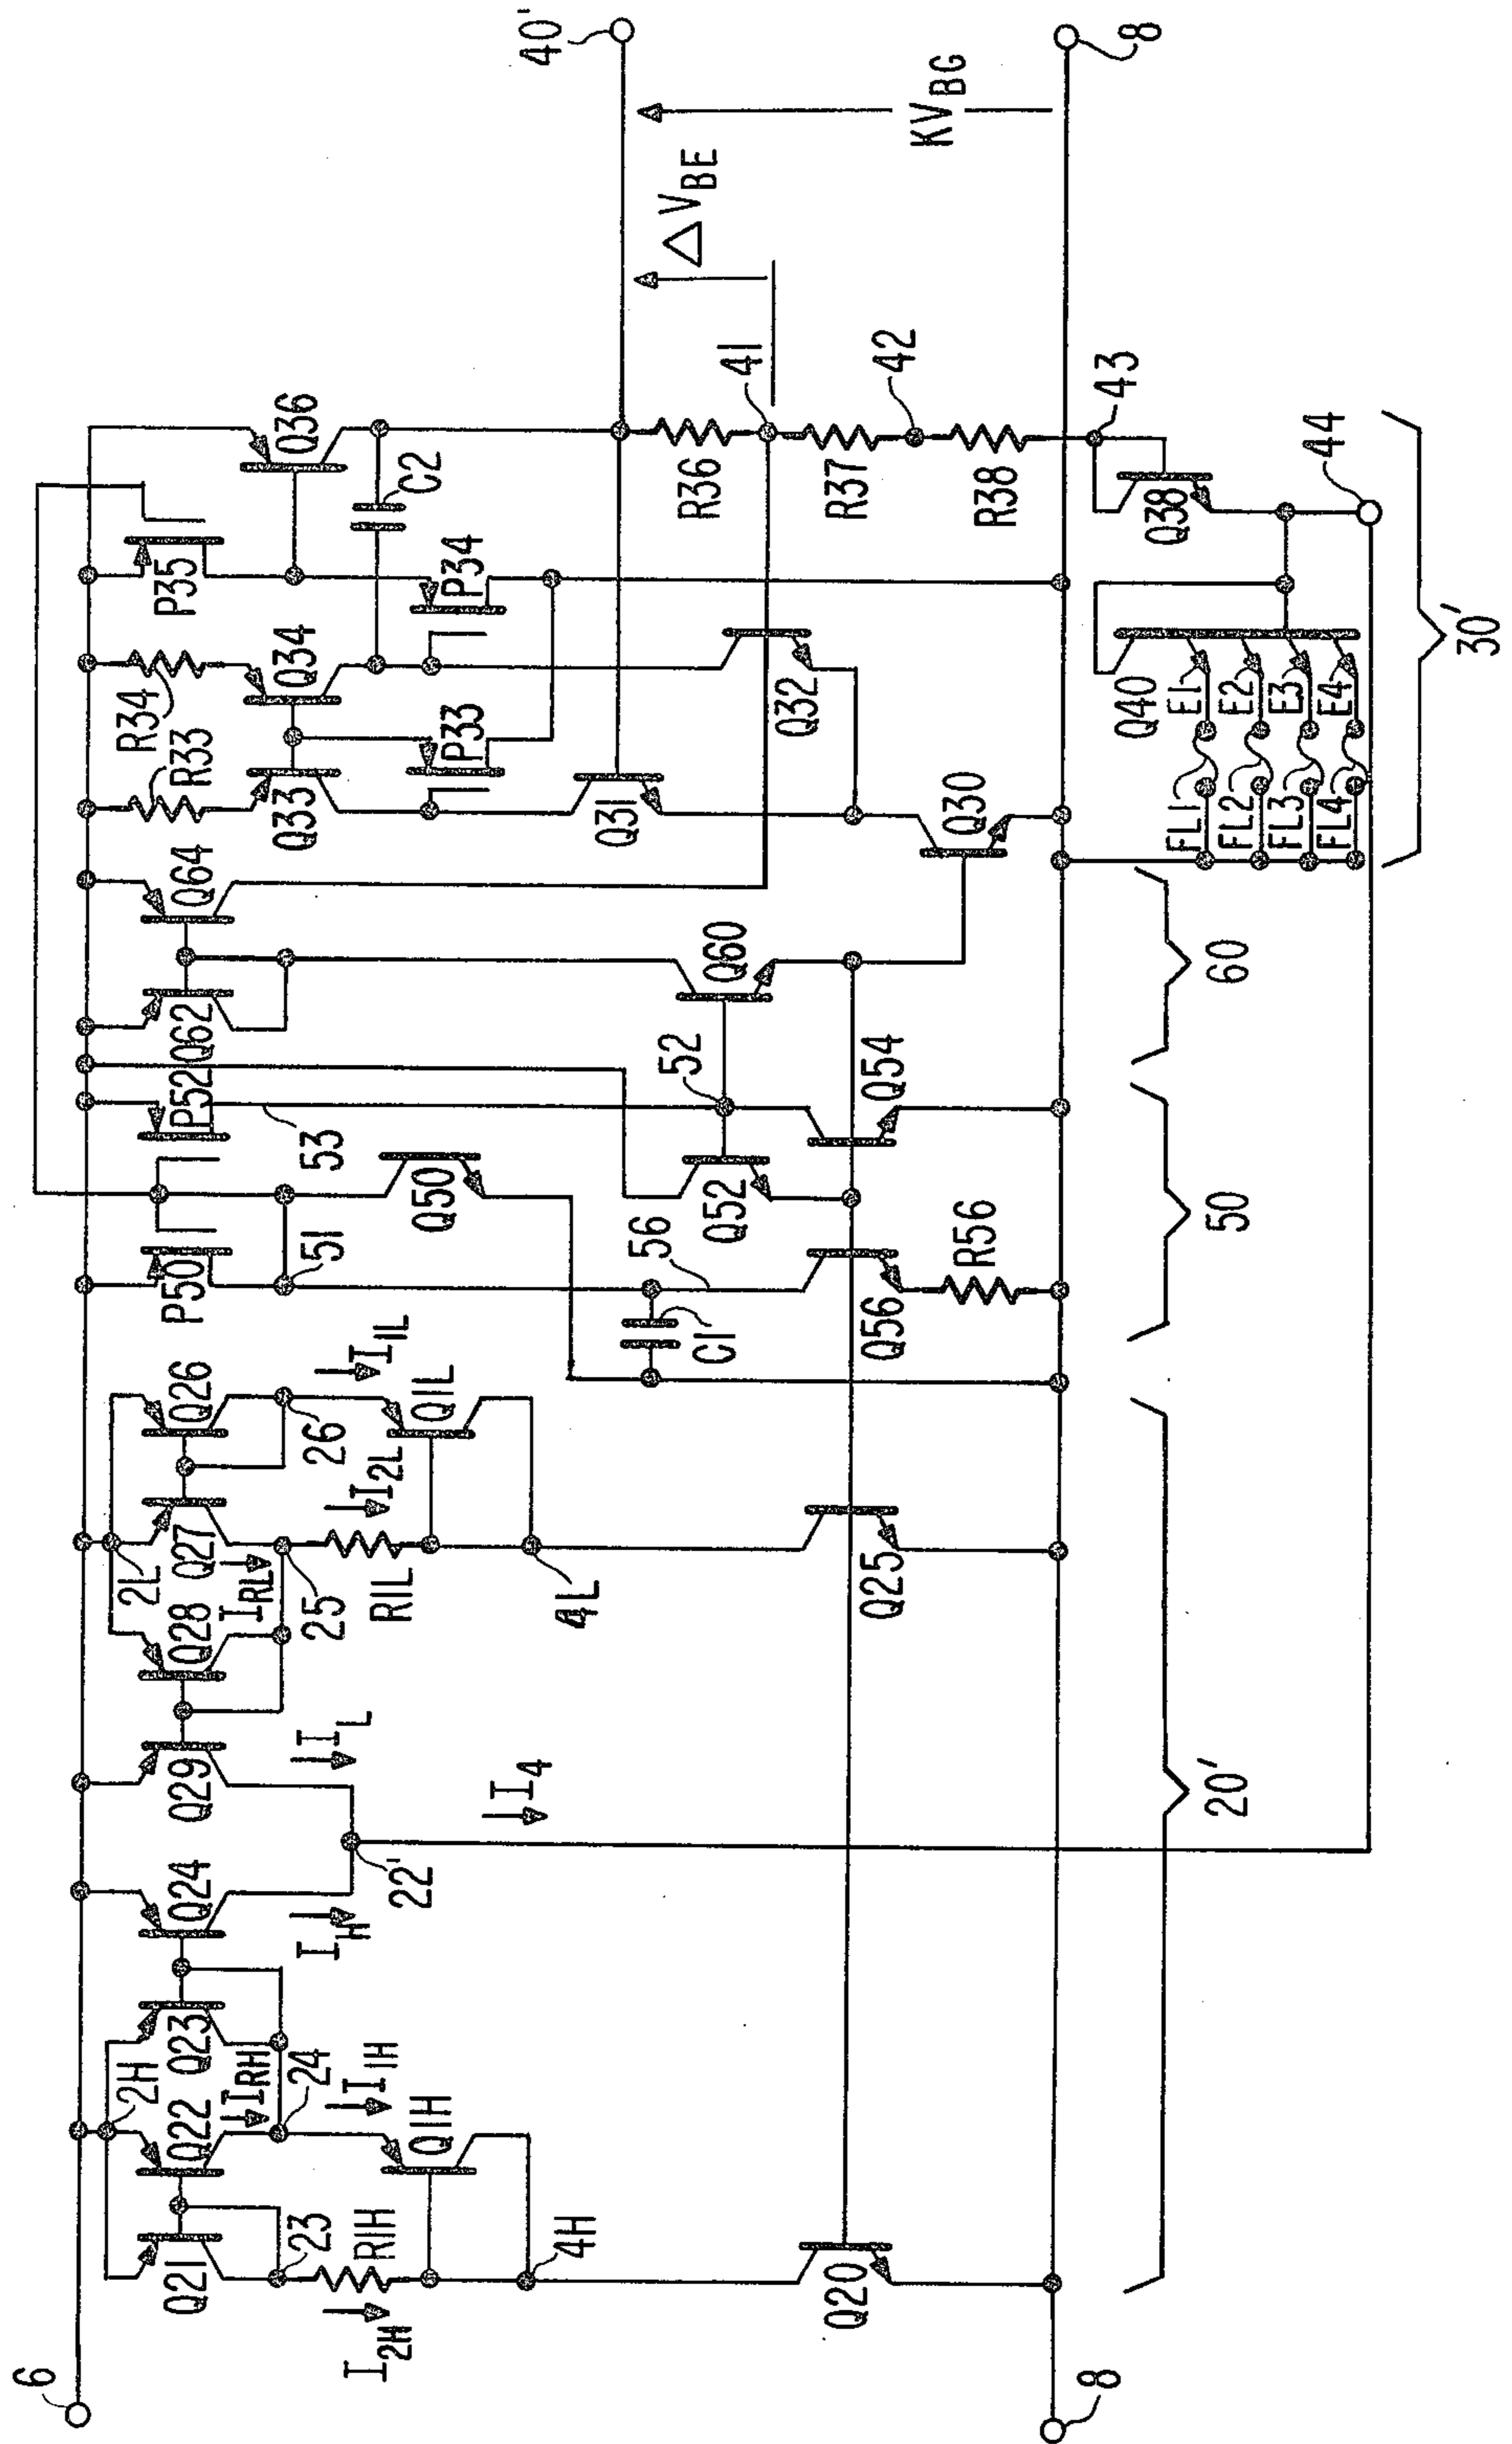 6
2H
Q21
Q22
Q23
Q24
I_RH
23
24
R1H
I_1H
Q1H
I_2H
4H
Q20
8
I_H
22'
I_4
Q29
I_L
Q28
Q27
Q26
2L
I_RL
25
26
I_2L
I_1L
R1L
Q1L
4L
Q25
20'
P50
51
P52
53
Q50
56
C1
Q52
52
Q54
Q56
R56
50
Q62
Q64
Q60
60
R33
R34
Q33
Q34
P33
P34
P35
Q36
C2
Q31
Q32
Q30
R36
41
R37
42
R38
43
Q38
44
Q40
E1
E2
E3
E4
FL1
FL2
FL3
FL4
30'
40'
ΔV_BE
KV_BG
8